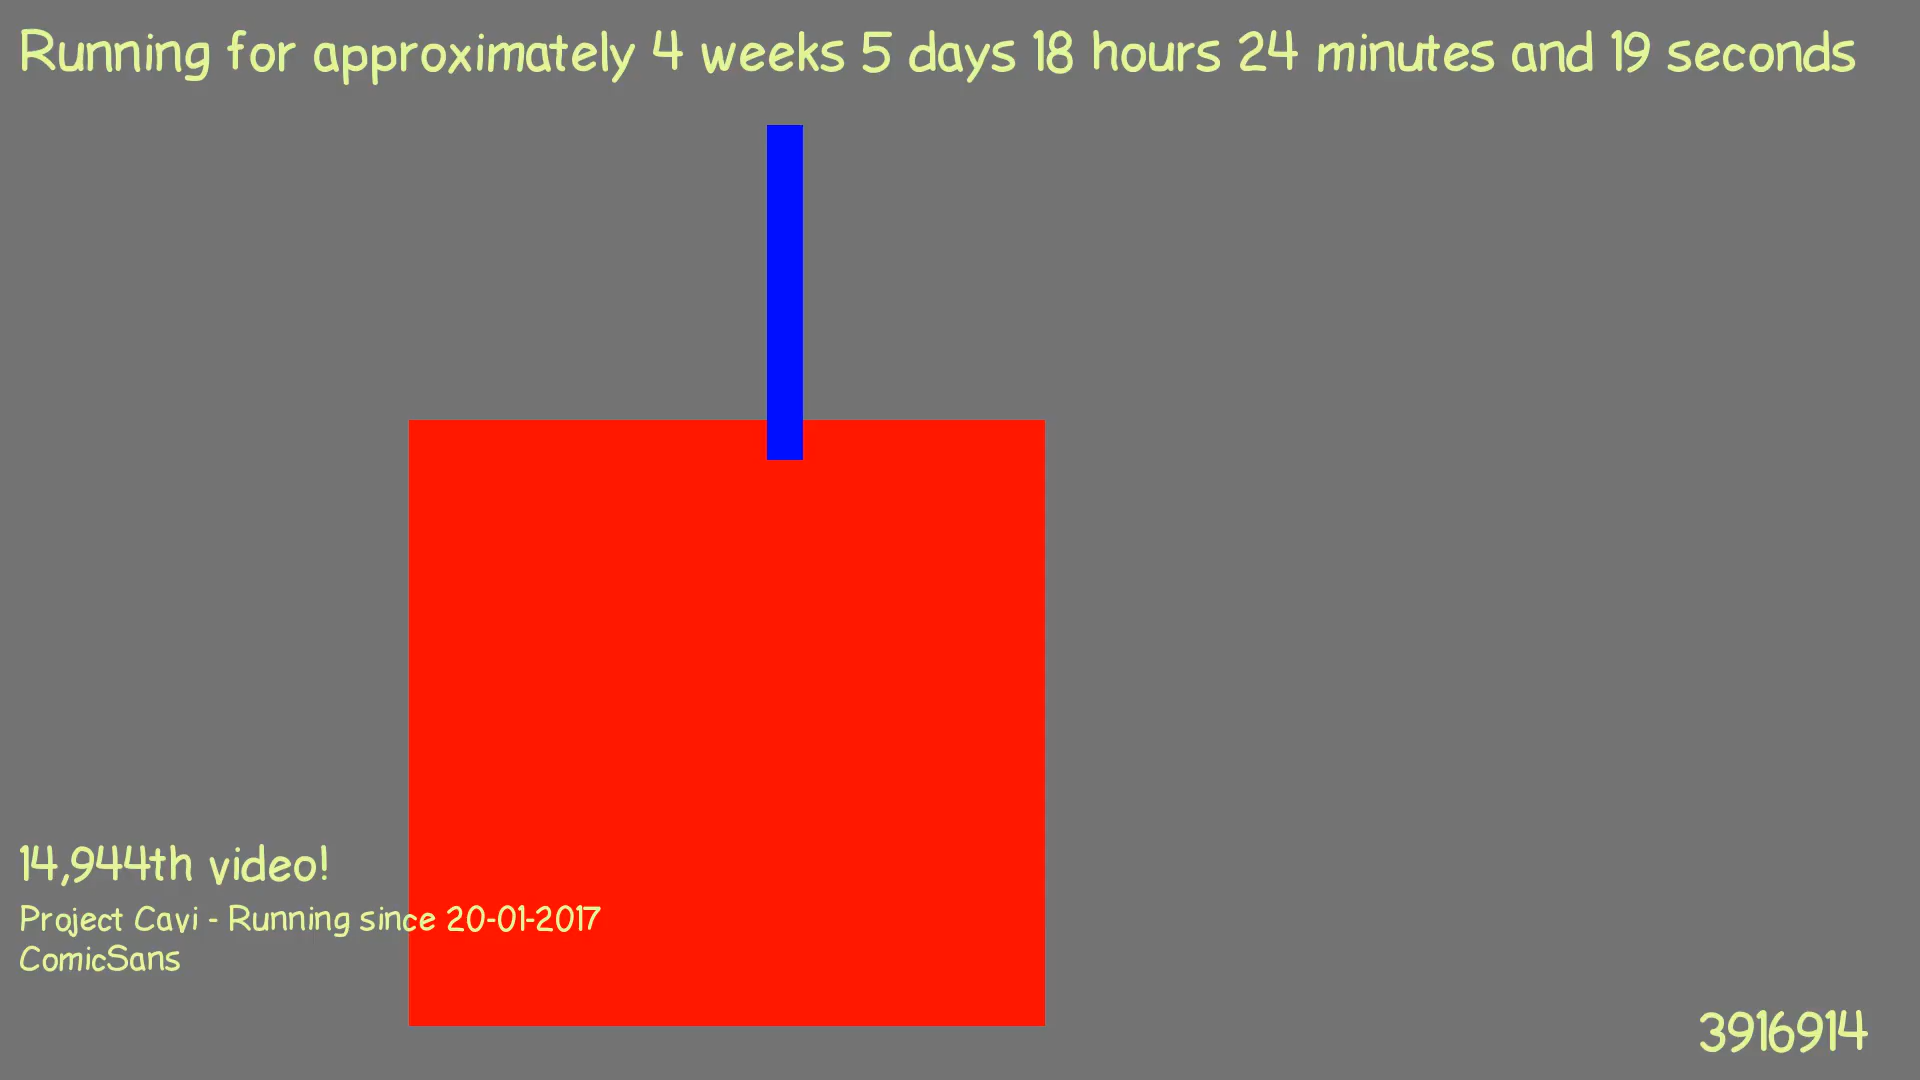 Running for approximately 4 weeks 5 days 18 hours 24 minutes and 19 seconds
14,944th video!
Project Cavi - Running since 20-01-2017
ComicSans
3916914